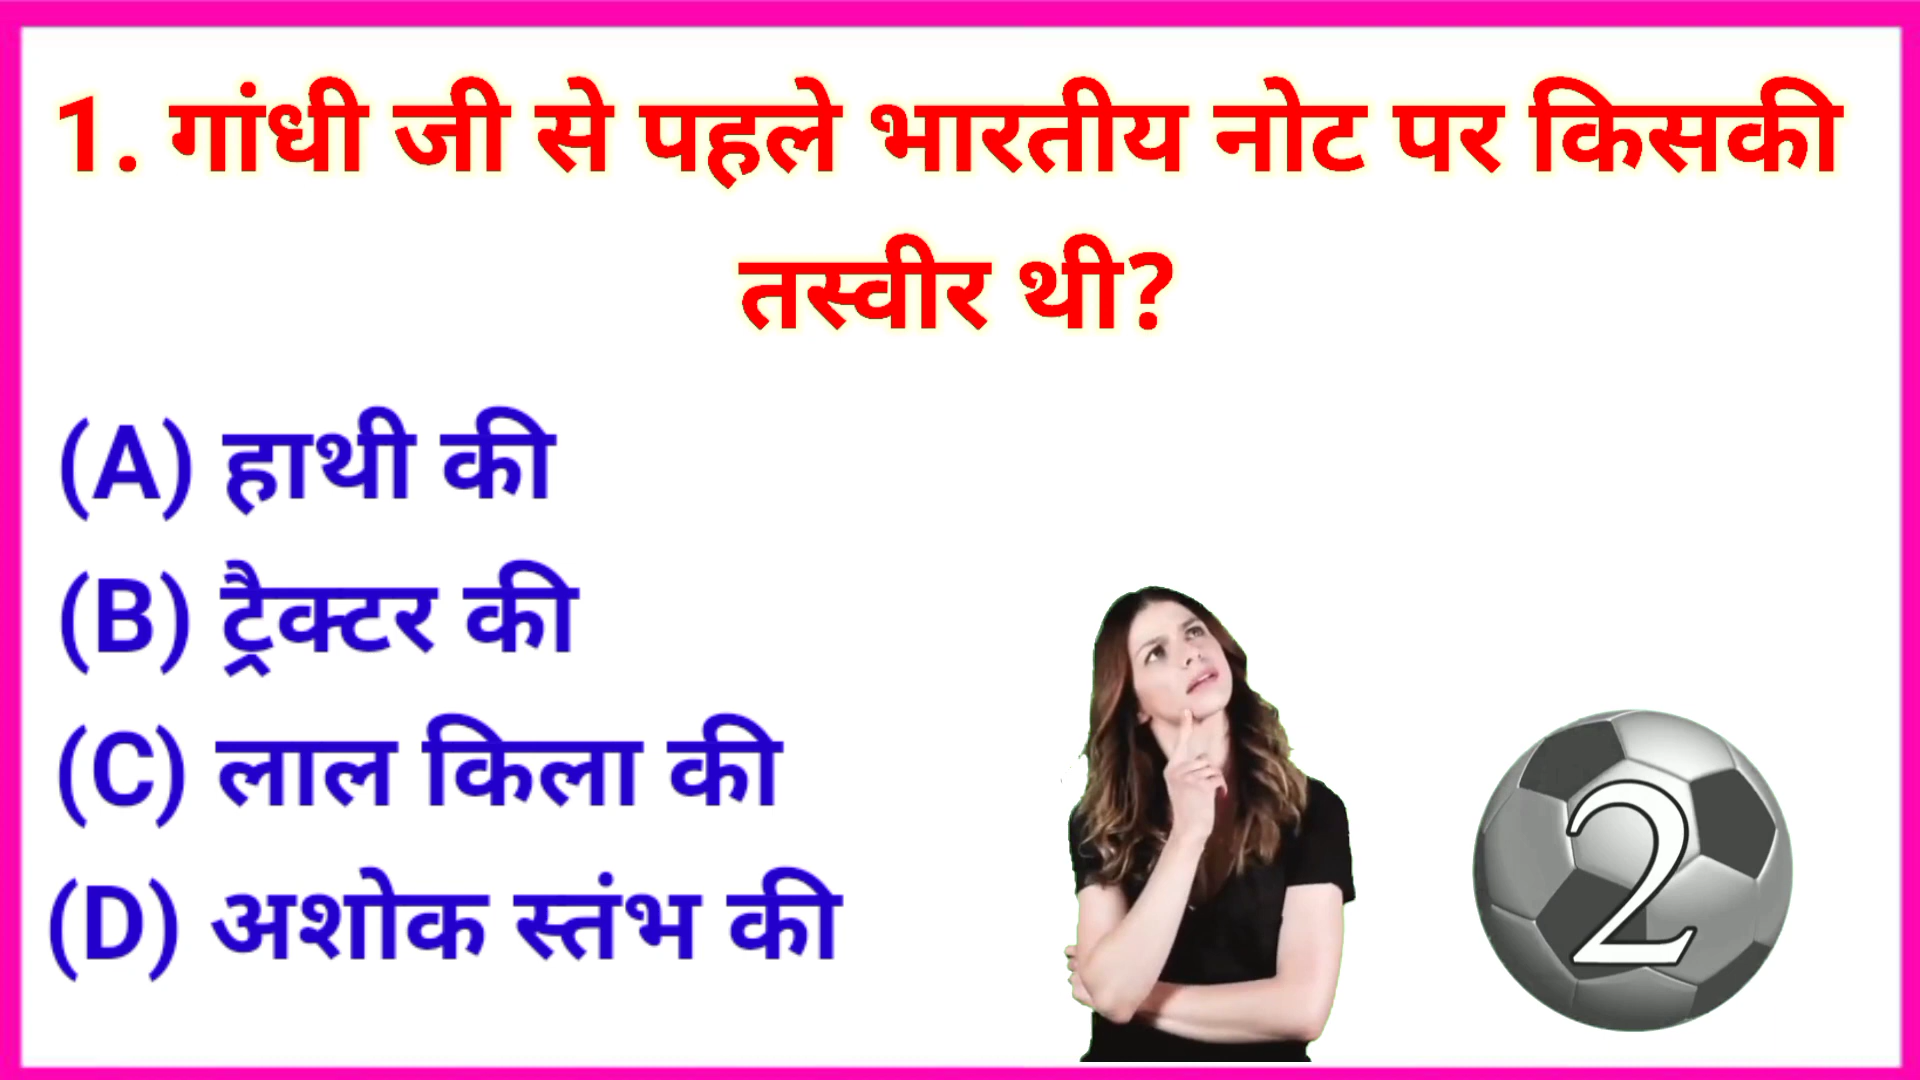 1. गांधी जी से पहले भारतीय नोट पर किसकी
तस्वीर थी?
(A) हाथी की
(B) ट्रैक्टर की
(C) लाल किला की
(D) अशोक स्तंभ की
2